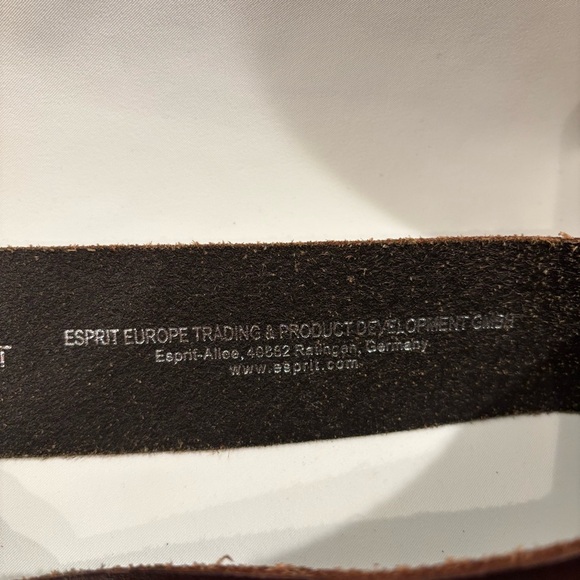 ESPRIT EUROPE TRADING & PRODUCT DEVELOPMENT GMBH
Esprit-Allee, 40882 Ratingen, Germany
www.esprit.com